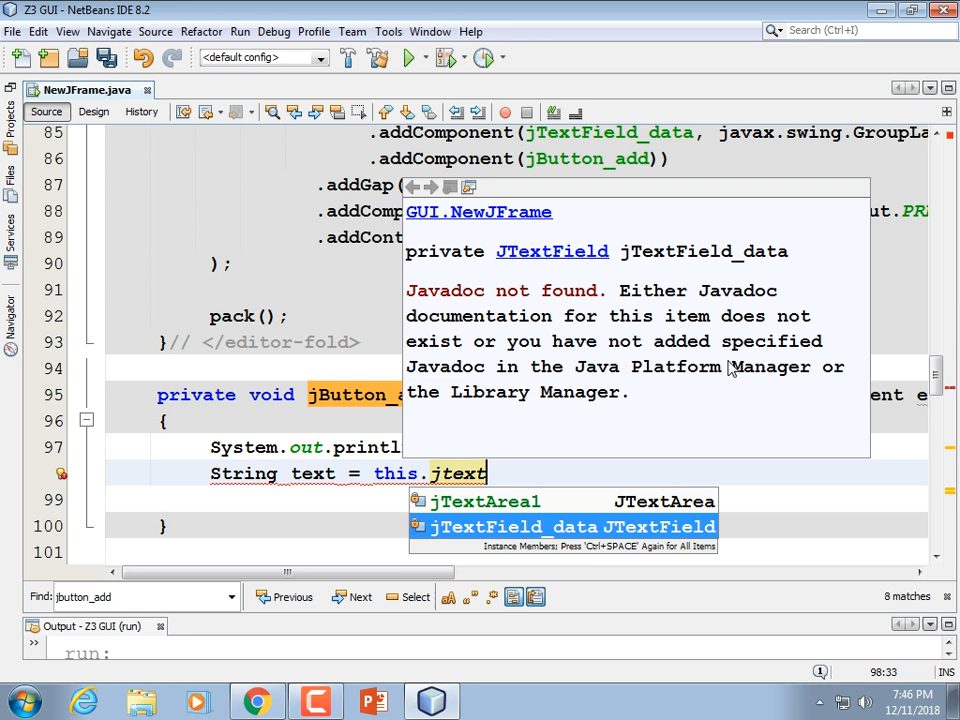 Z3 GUI - NetBeans IDE 8.2
File Edit View Navigate Source Refactor Run Debug Profile Team Tools Window Help
Search (Ctrl+I)
<default config>
NewJFrame.java
Source Design History
Projects
Files
Services
Navigator
85 .addComponent(jTextField_data, javax.swing.GroupLa
86 .addComponent(jButton_add))
87 .addGap(
88 .addComp ut.PRE
89 .addCont
90 );
91
92 pack();
93 }// </editor-fold>
94
95 private void jButton_a ent e
96 {
97 System.out.printl
String text = this.jtext
99
100 }
101
GUI.NewJFrame
private JTextField jTextField_data
Javadoc not found. Either Javadoc
documentation for this item does not
exist or you have not added specified
Javadoc in the Java Platform Manager or
the Library Manager.
jTextArea1 JTextArea
jTextField_data JTextField
Instance Members; Press 'Ctrl+SPACE' Again for All Items
Find: jbutton_add Previous Next Select 8 matches
Output - Z3 GUI (run)
run:
1 98:33 INS
7:46 PM
12/11/2018